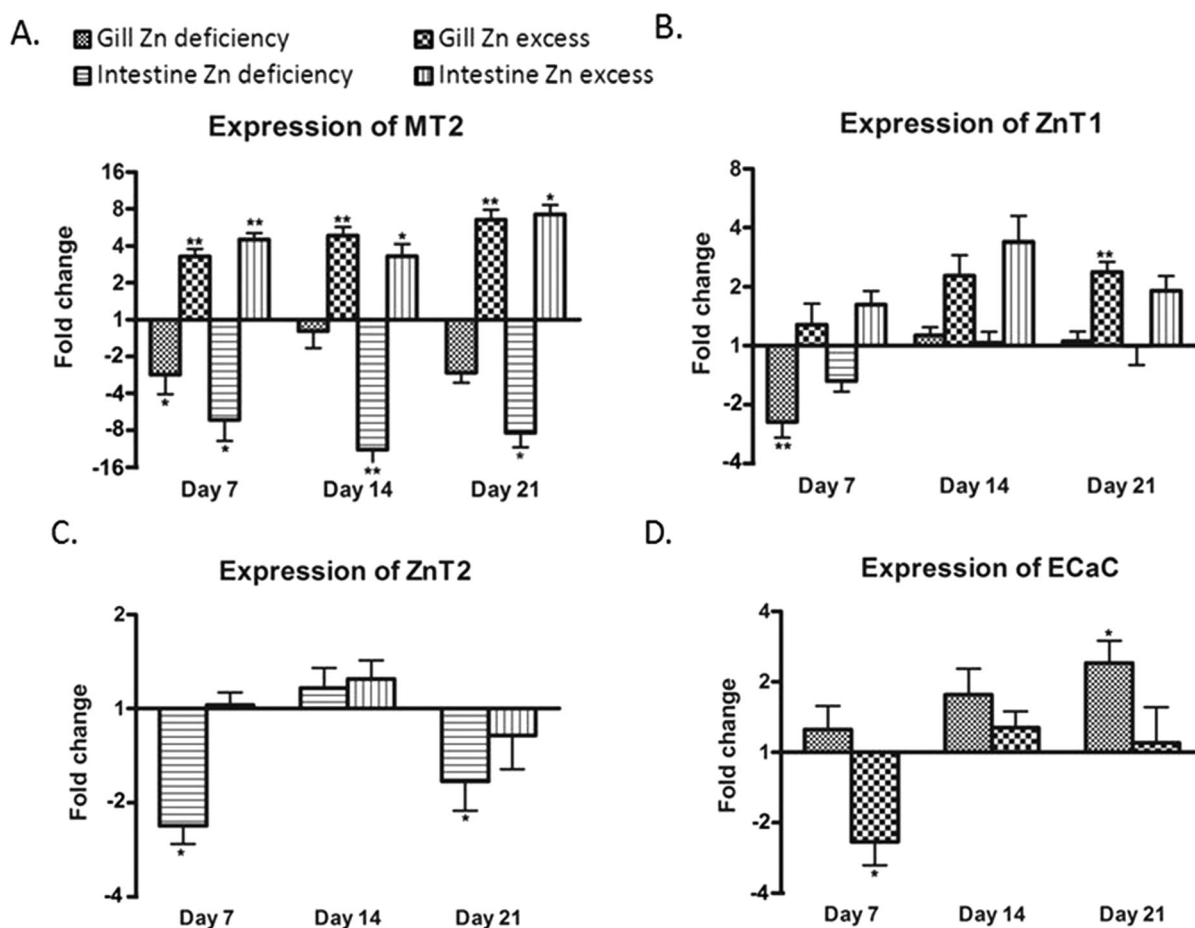 A.
Gill Zn deficiency
Gill Zn excess
Intestine Zn deficiency
Intestine Zn excess
Expression of MT2
Fold change
16
8
4
2
1
-2
-4
-8
-16
** ** ** * ** *
* * ** *
Day 7 Day 14 Day 21
B.
Expression of ZnT1
Fold change
8
4
2
1
-2
-4
**
**
Day 7 Day 14 Day 21
C.
Expression of ZnT2
Fold change
2
1
-2
-4
* *
Day 7 Day 14 Day 21
D.
Expression of ECaC
Fold change
4
2
1
-2
-4
*
*
Day 7 Day 14 Day 21